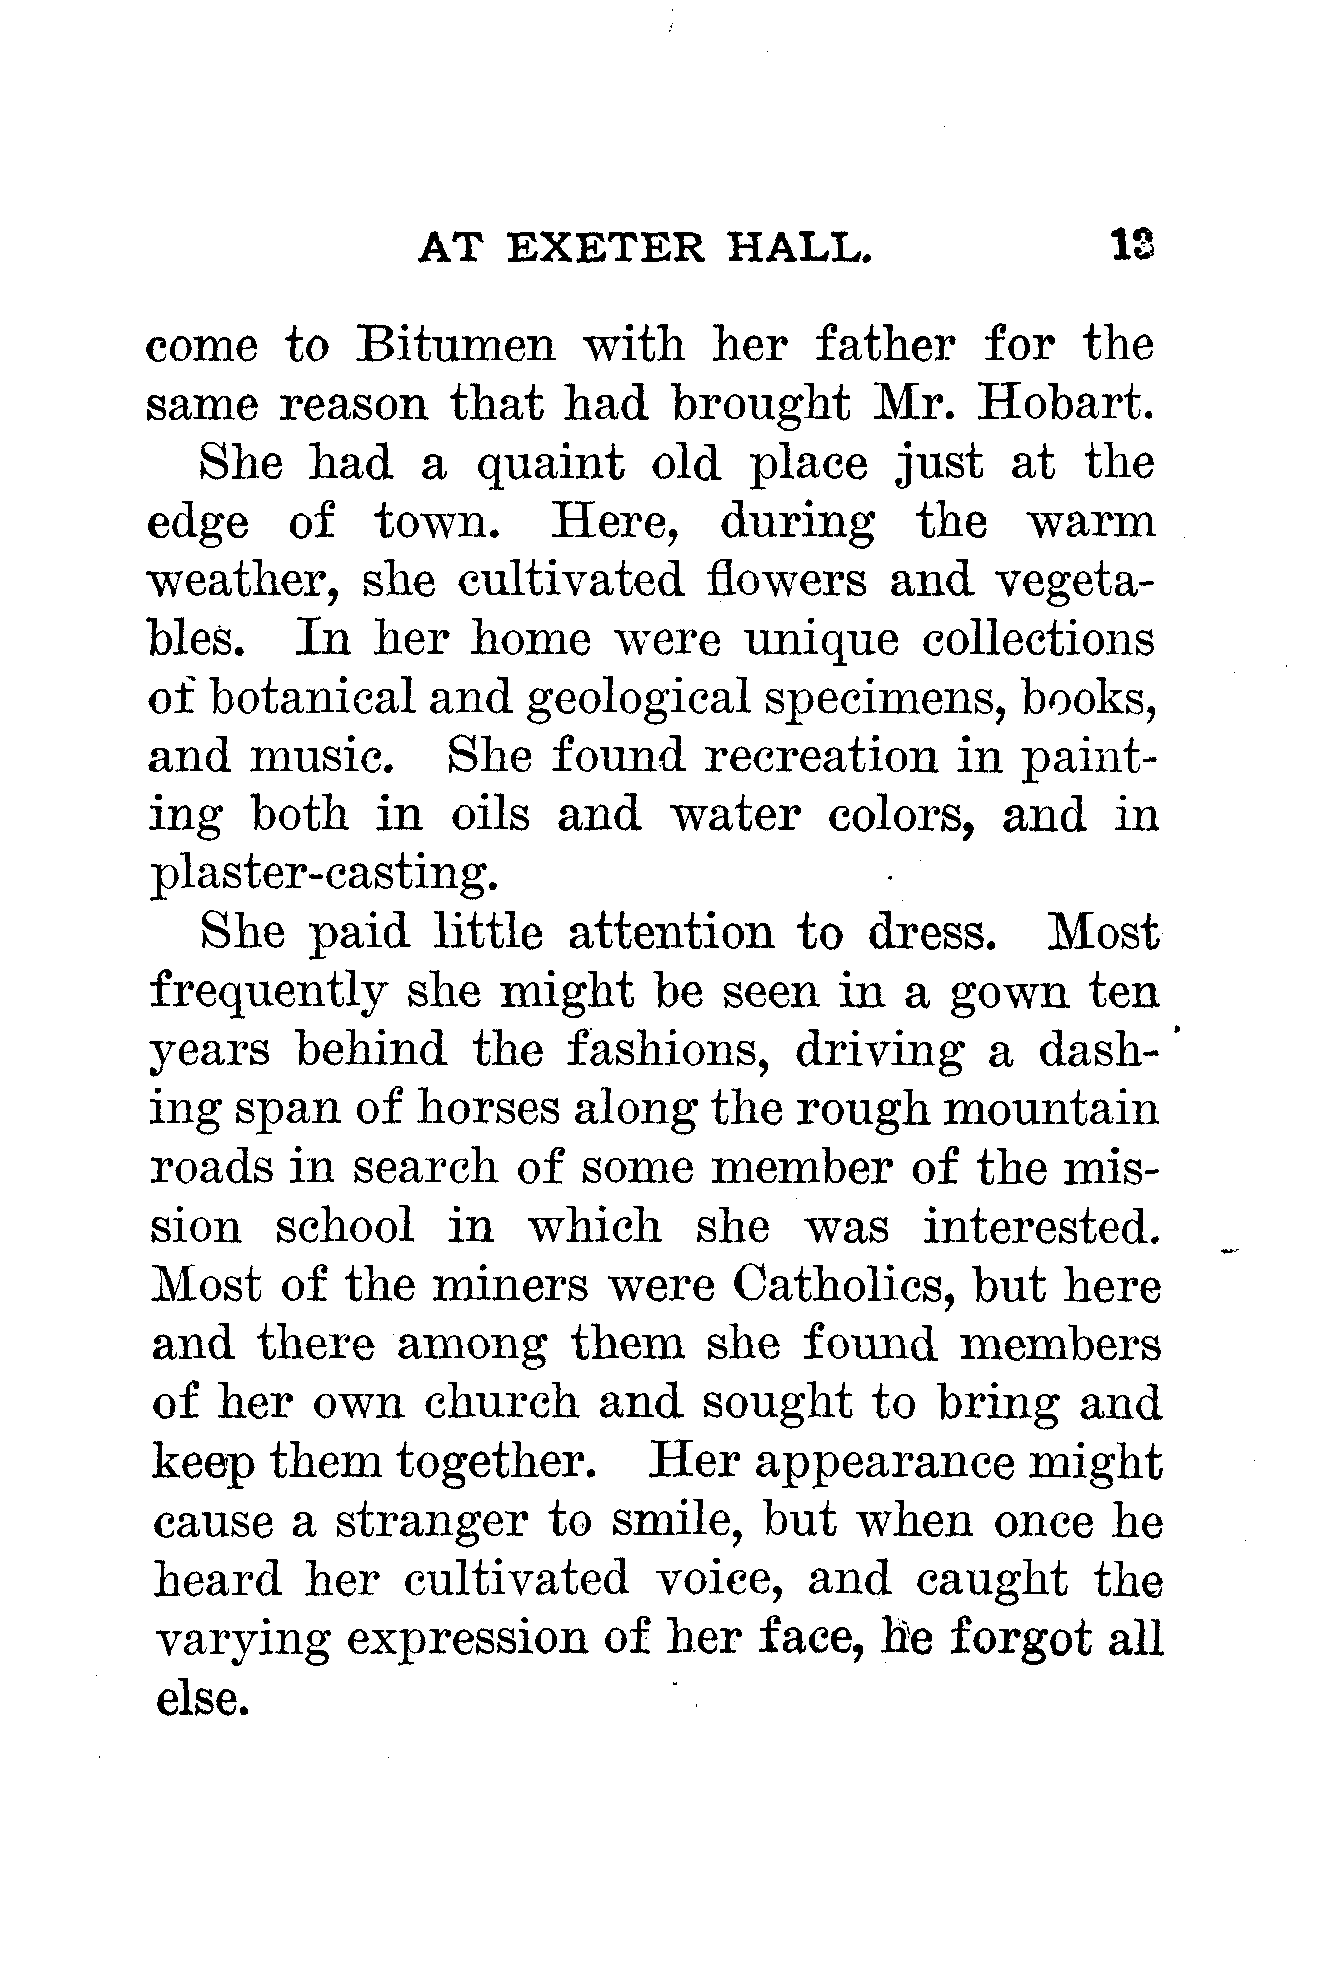 AT EXETER HALL. 13
come to Bitumen with her father for the
same reason that had brought Mr. Hobart.
She had a quaint old place just at the
edge of town. Here, during the warm
weather, she cultivated flowers and vegeta-
bles. In her home were unique collections
of botanical and geological specimens, books,
and music. She found recreation in paint-
ing both in oils and water colors, and in
plaster-casting.
She paid little attention to dress. Most
frequently she might be seen in a gown ten
years behind the fashions, driving a dash-
ing span of horses along the rough mountain
roads in search of some member of the mis-
sion school in which she was interested.
Most of the miners were Catholics, but here
and there among them she found members
of her own church and sought to bring and
keep them together. Her appearance might
cause a stranger to smile, but when once he
heard her cultivated voice, and caught the
varying expression of her face, he forgot all
else.